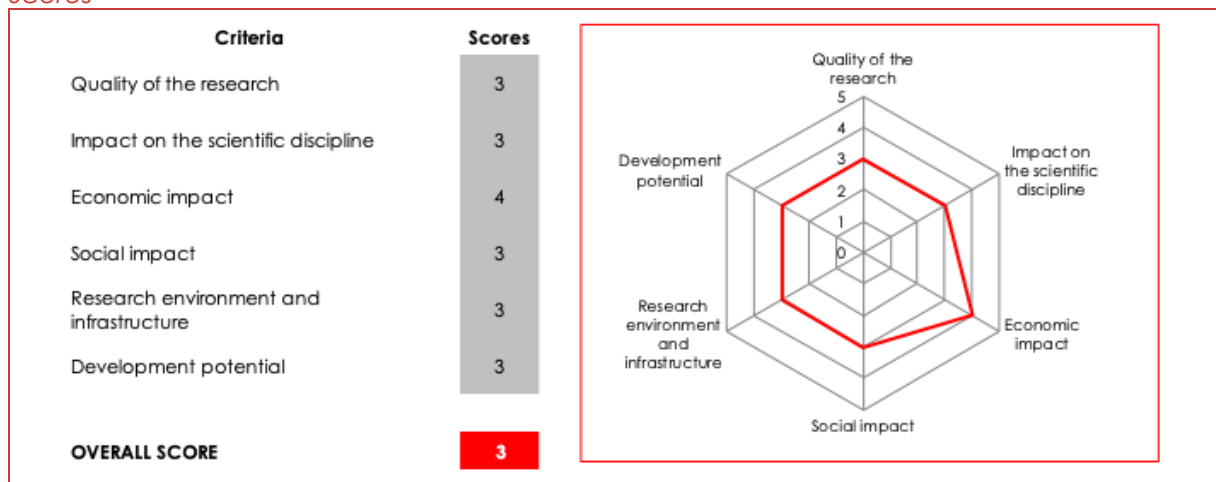 Criteria Scores
Quality of the research 3
Impact on the scientific discipline 3
Economic impact 4
Social impact 3
Research environment and
infrastructure 3
Development potential 3
OVERALL SCORE 3
Quality of the
research
5
4
3
2
1
0
Impact on
the scientific
discipline
Economic
impact
Social impact
Research
environment
and
infrastructure
Development
potential